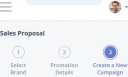 Sales Proposal
1 2 3
Select Promotion Create a New
Brand Details Campaign